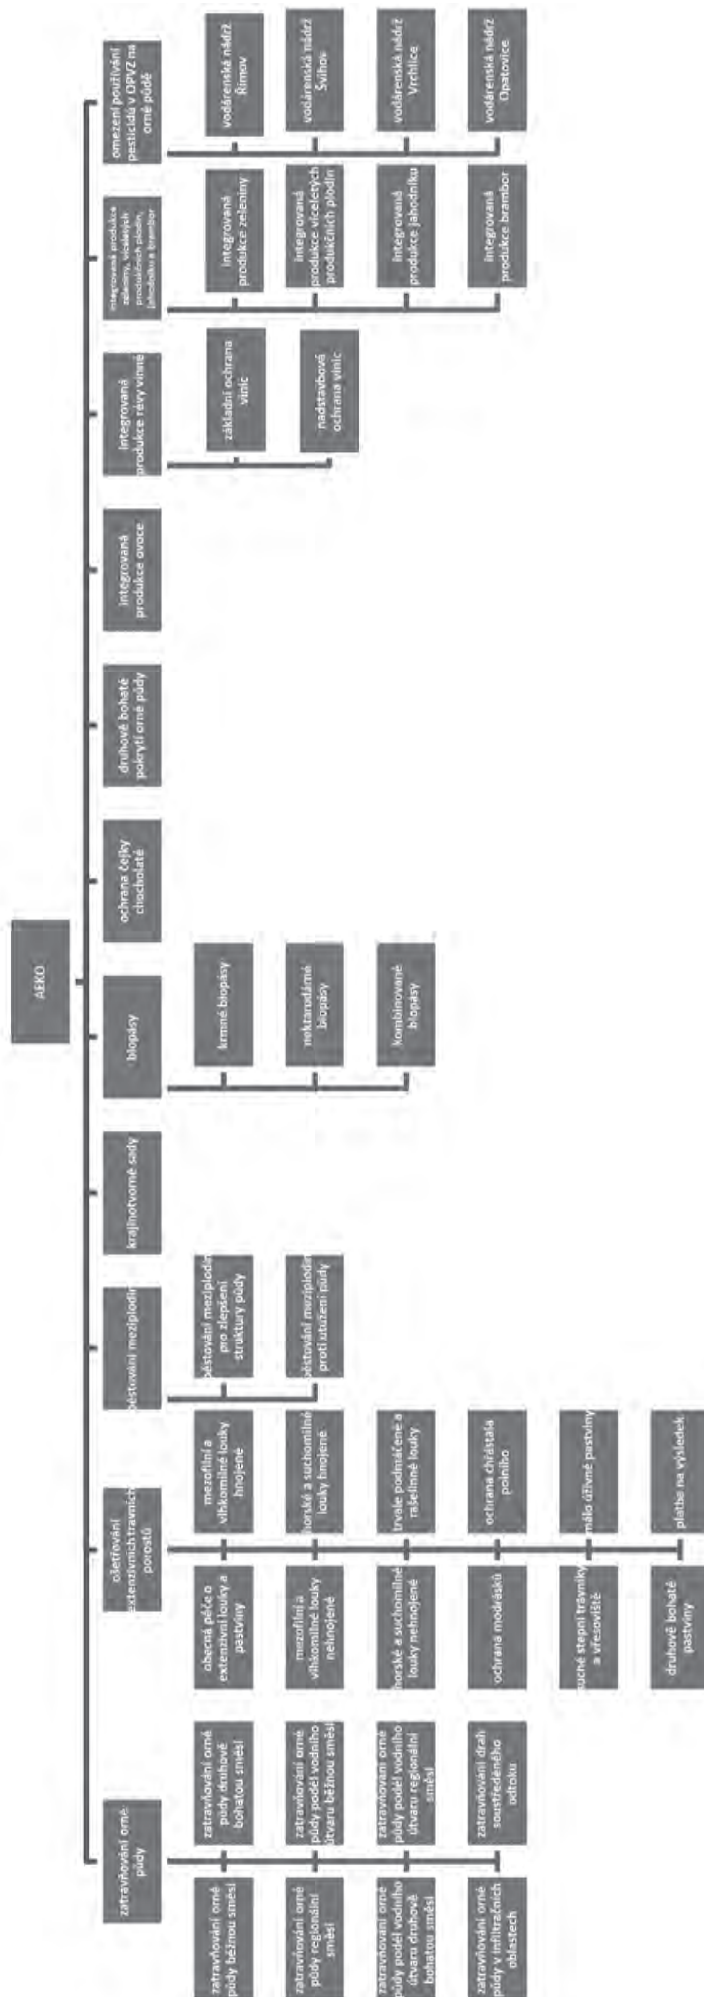 AEKO
zatravňování orné
půdy
zatravňování orné
půdy běžnou směsí
zatravňování orné
půdy druhově
bohatou směsí
zatravňování orné
půdy regionální
směsí
zatravňování orné
půdy podél vodního
útvaru běžnou směsí
zatravňování orné
půdy podél vodního
útvaru druhově
bohatou směsí
zatravňování orné
půdy podél vodního
útvaru regionální
směsí
zatravňování orné
půdy v infiltračních
oblastech
zatravňování drah
soustředěného
odtoku
ošetřování
extenzivních travních
porostů
obecná péče o
extenzivní louky a
pastviny
mezofilní a
vlhkomilné louky
hnojené
mezofilní a
vlhkomilné louky
nehnojené
horské a suchomilné
louky hnojené
horské a suchomilné
louky nehnojené
trvale podmáčené a
rašelinné louky
ochrana modrásků
ochrana chřástala
polního
suché stepní trávníky
a vřesoviště
málo úživné pastviny
druhově bohaté
pastviny
platba na výsledek
pěstování meziplodin
pěstování meziplodin
pro zlepšení
struktury půdy
pěstování meziplodin
proti utužení půdy
krajinotvorné sady
biopásy
krmné biopásy
nektarodárné
biopásy
kombinované
biopásy
ochrana čejky
chocholaté
druhově bohaté
pokrytí orné půdy
integrovaná
produkce ovoce
integrovaná
produkce révy vinné
základní ochrana
vinic
nadstavbová
ochrana vinic
integrovaná produkce
zeleniny, víceletých
produkčních plodin,
jahodníku a brambor
integrovaná
produkce zeleniny
integrovaná
produkce víceletých
produkčních plodin
integrovaná
produkce jahodníku
integrovaná
produkce brambor
omezení používání
pesticidů v OPVZ na
orné půdě
vodárenská nádrž
Římov
vodárenská nádrž
Švihov
vodárenská nádrž
Vrchlice
vodárenská nádrž
Opatovice